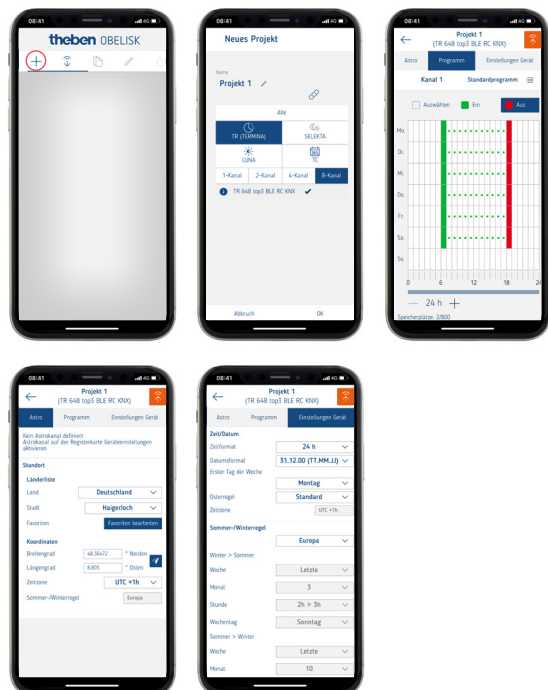 08:41
4G
theben OBELISK
08:41
4G
Neues Projekt
Name
Projekt 1
Alle
TR (TERMINA)
SELEKTA
LUNA
TC
1-Kanal 2-Kanal 4-Kanal 8-Kanal
TR 648 top3 BLE RC KNX
Abbruch OK
08:41
4G
Projekt 1
(TR 648 top3 BLE RC KNX)
Astro Programm Einstellungen Gerät
Kanal 1 Standardprogramm
Auswählen Ein Aus
Mo.
Di.
Mi.
Do.
Fr.
Sa.
So.
0 6 12 18 24
24 h
Speicherplätze: 2/800
08:41
4G
Projekt 1
(TR 648 top3 BLE RC KNX)
Astro Programm Einstellungen Gerät
Kein Astrokanal definiert
Astrokanal auf der Registerkarte Geräteeinstellungen
aktivieren
Standort
Länderliste
Land Deutschland
Stadt Haigerloch
Favoriten Favoriten bearbeiten
Koordinaten
Breitengrad 48,36472 ° Norden
Längengrad 8,805 ° Osten
Zeitzone UTC +1h
Sommer-/Winterregel Europa
08:41
4G
Projekt 1
(TR 648 top3 BLE RC KNX)
Astro Programm Einstellungen Gerät
Zeit/Datum
Zeitformat 24 h
Datumsformat 31.12.00 (TT.MM.JJ)
Erster Tag der Woche
Montag
Osterregel Standard
Zeitzone UTC +1h
Sommer-/Winterregel
Europa
Winter > Sommer
Woche Letzte
Monat 3
Stunde 2h > 3h
Wochentag Sonntag
Sommer > Winter
Woche Letzte
Monat 10